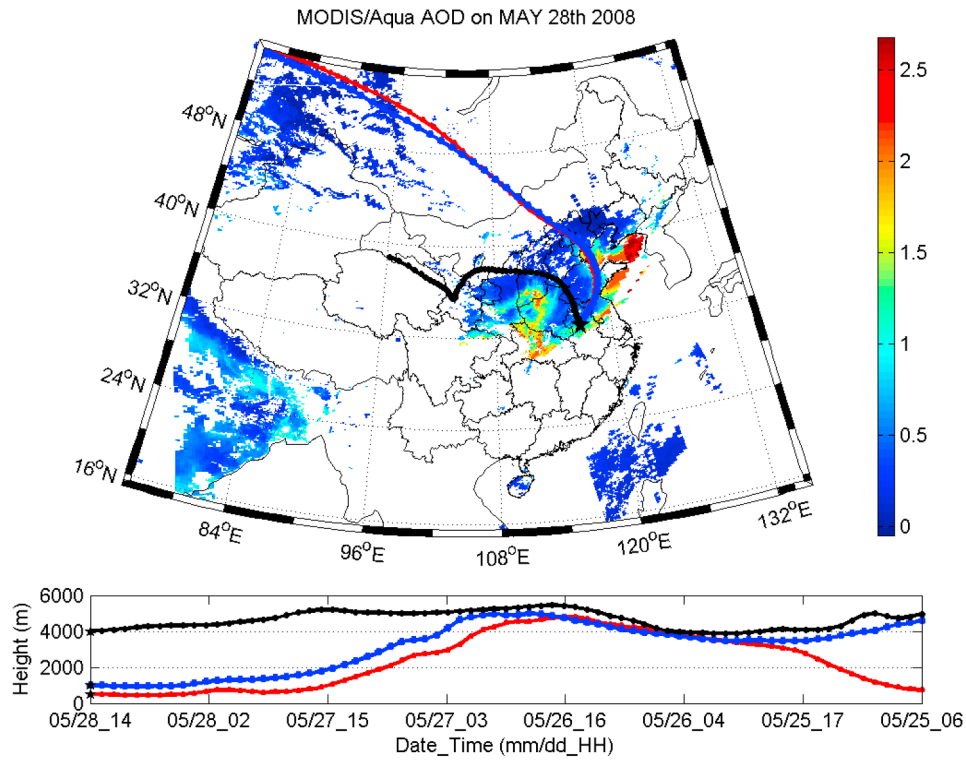 MODIS/Aqua AOD on MAY 28th 2008
48°N
40°N
32°N
24°N
16°N
84°E
96°E
108°E
120°E
132°E
2.5
2
1.5
1
0.5
0
Height (m)
6000
4000
2000
0
05/28_14 05/28_02 05/27_15 05/27_03 05/26_16 05/26_04 05/25_17 05/25_06
Date_Time (mm/dd_HH)